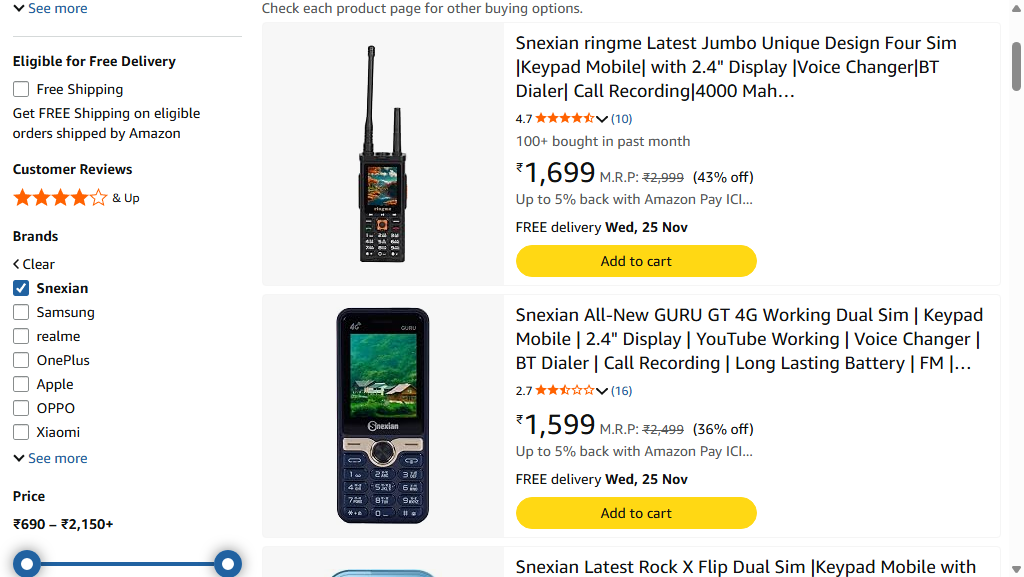 See more
Eligible for Free Delivery
Free Shipping
Get FREE Shipping on eligible
orders shipped by Amazon
Customer Reviews
& Up
Brands
Clear
Snexian
Samsung
realme
OnePlus
Apple
OPPO
Xiaomi
See more
Price
₹690 – ₹2,150+
Check each product page for other buying options.
ringme
Snexian ringme Latest Jumbo Unique Design Four Sim
|Keypad Mobile| with 2.4" Display |Voice Changer|BT
Dialer| Call Recording|4000 Mah…
4.7 (10)
100+ bought in past month
₹1,699 M.R.P: ₹2,999 (43% off)
Up to 5% back with Amazon Pay ICI…
FREE delivery Wed, 25 Nov
Add to cart
4G GURU
Snexian
Snexian All-New GURU GT 4G Working Dual Sim | Keypad
Mobile | 2.4" Display | YouTube Working | Voice Changer |
BT Dialer | Call Recording | Long Lasting Battery | FM |…
2.7 (16)
₹1,599 M.R.P: ₹2,499 (36% off)
Up to 5% back with Amazon Pay ICI…
FREE delivery Wed, 25 Nov
Add to cart
Snexian Latest Rock X Flip Dual Sim |Keypad Mobile with